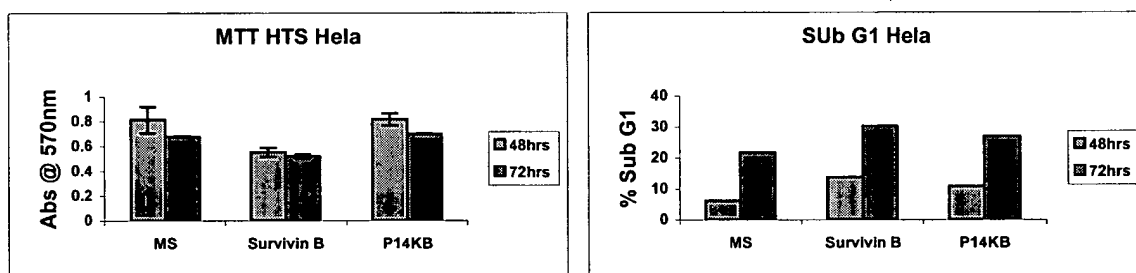 MTT HTS Hela
Abs @ 570nm
1
0.8
0.6
0.4
0.2
0
MS
Survivin B
P14KB
48hrs
72hrs
SUb G1 Hela
% Sub G1
40
30
20
10
0
MS
Survivin B
P14KB
48hrs
72hrs